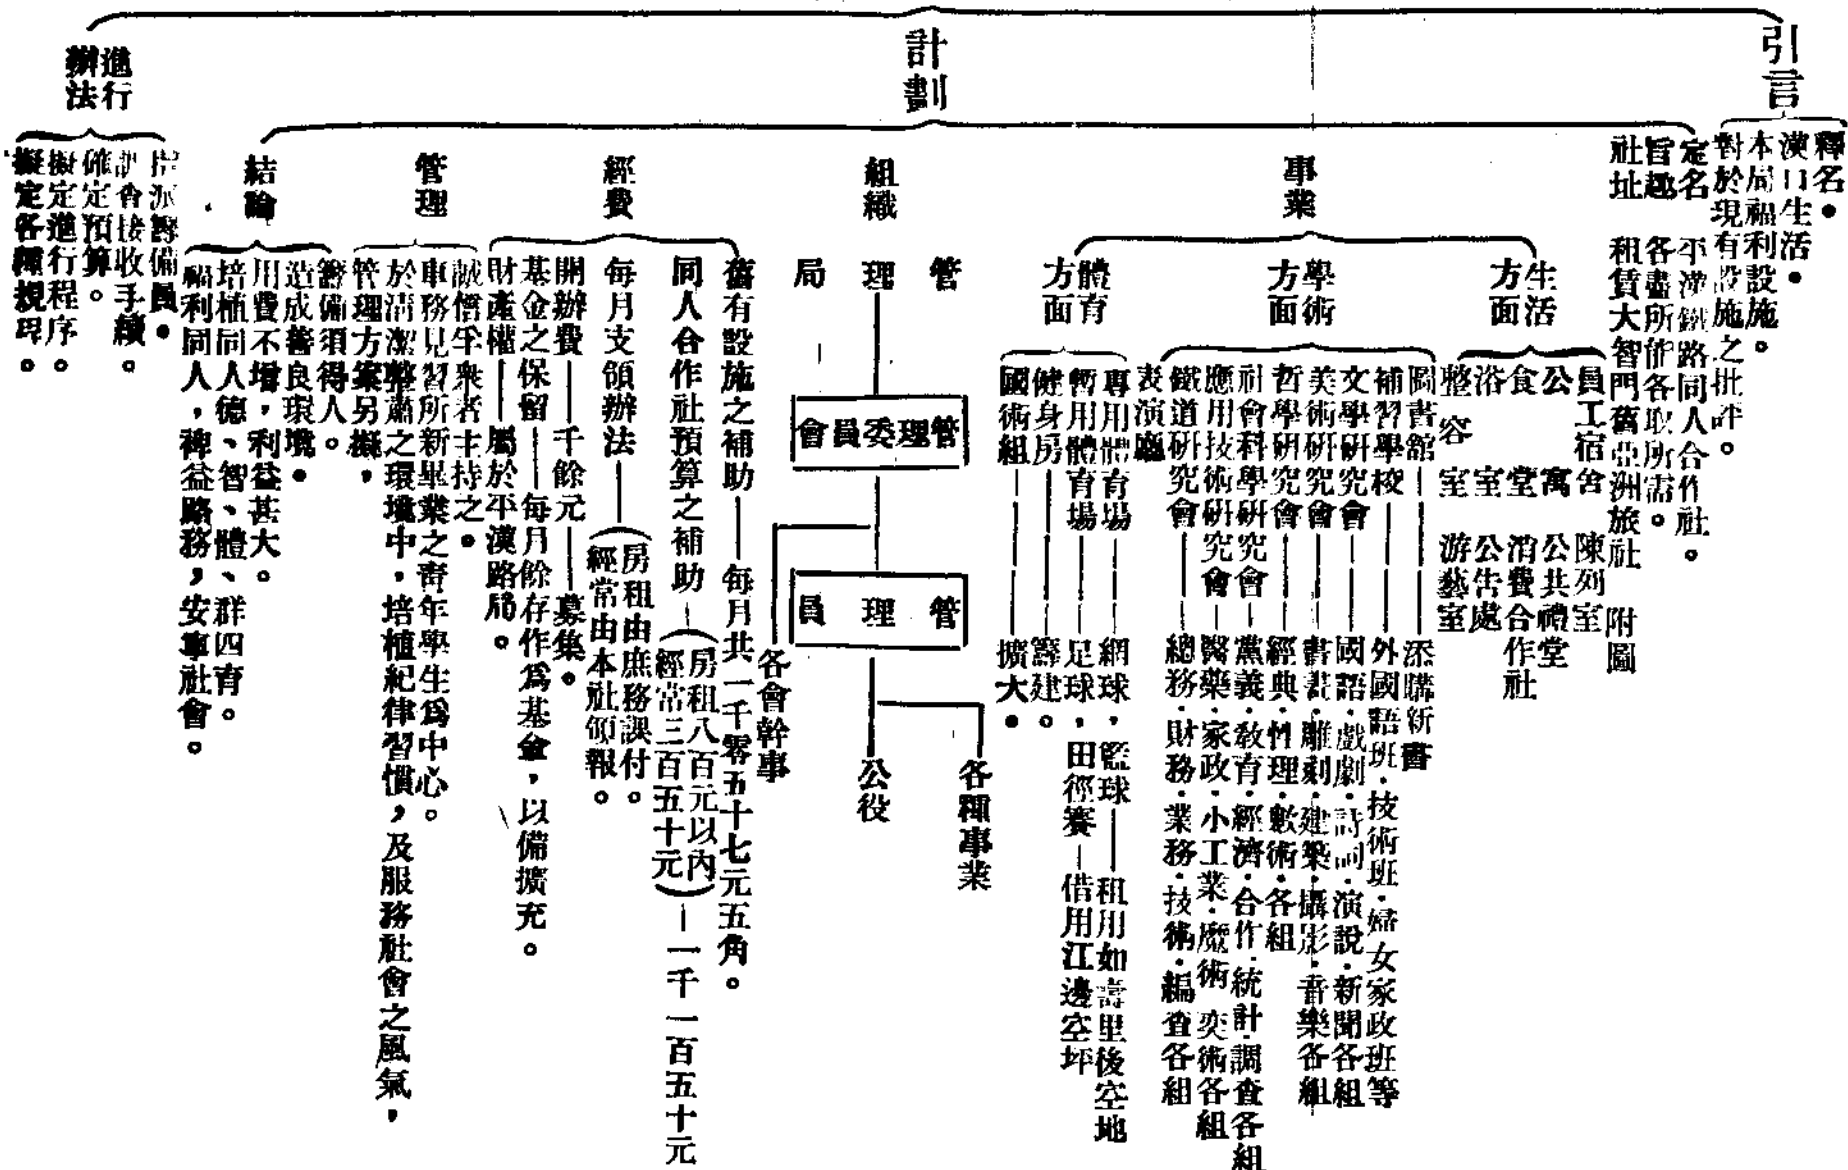 引言
釋名。
漢口生活。
本局福利設施。
對於現有設施之批評。
計劃
定名 平漢鐵路同人合作社。
旨趣 各盡所能各取所需。
社址 租賃大智門舊亞洲旅社 附圖
事業
生活方面
員工宿舍 陳列室
公寓 公共禮堂
食堂 消費合作社
浴室 公告處
整容室 游藝室
學術方面
圖書館——添購新書
補習學校——外國語班·技術班·婦女家政班等
文學研究會——國語·戲劇·詩詞·演說·新聞各組
美術研究會——書畫·雕刻·建築·攝影·音樂各組
哲學研究會——經典·性理·數術·各組
社會科學研究會——黨義·教育·經濟·合作·統計·調查各組
應用技術研究會——醫藥·家政·小工業·魔術·奕術各組
鐵道研究會——總務·財務·業務·技術·編查各組
表演廳
體育方面
專用體育場——網球,籃球——租用如壽里後空地
暫用體育場——足球,田徑賽——借用江邊空坪
健身房——籌建。
國術組——擴大。
組織
管理局
管理委員會
管理員
各會幹事
各種事業
公役
經費
舊有設施之補助——每月共一千零五十七元五角。
同人合作社預算之補助—(房租八百元以內 經常三百五十元)—一千一百五十元
每月支領辦法——(房租由庶務課付。 經常由本社領報。
開辦費——千餘元——募集。
基金之保留——每月餘存作爲基金,以備擴充。
財產權——屬於平漢路局。
管理
誠悟孚衆者主持之。
車務見習所新畢業之青年學生爲中心。
於清潔整肅之環境中,培植紀律習慣,及服務社會之風氣,
管理方案另擬,
結論
籌備須得人。
造成善良環境。
用費不增,利益甚大。
培植同人德、智、體、群四育。
福利同人,裨益路務,安寧社會。
進行辦法
指派籌備員。
訓令接收手續。
確定預算。
擬定進行程序。
擬定各種規程。